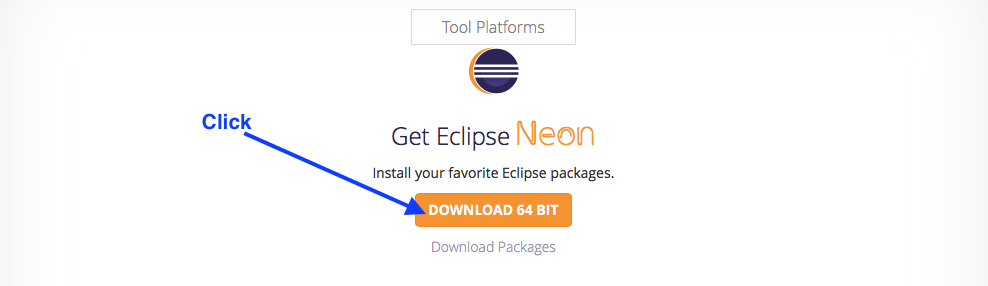 Tool Platforms
Click
Get Eclipse Neon
Install your favorite Eclipse packages.
DOWNLOAD 64 BIT
Download Packages